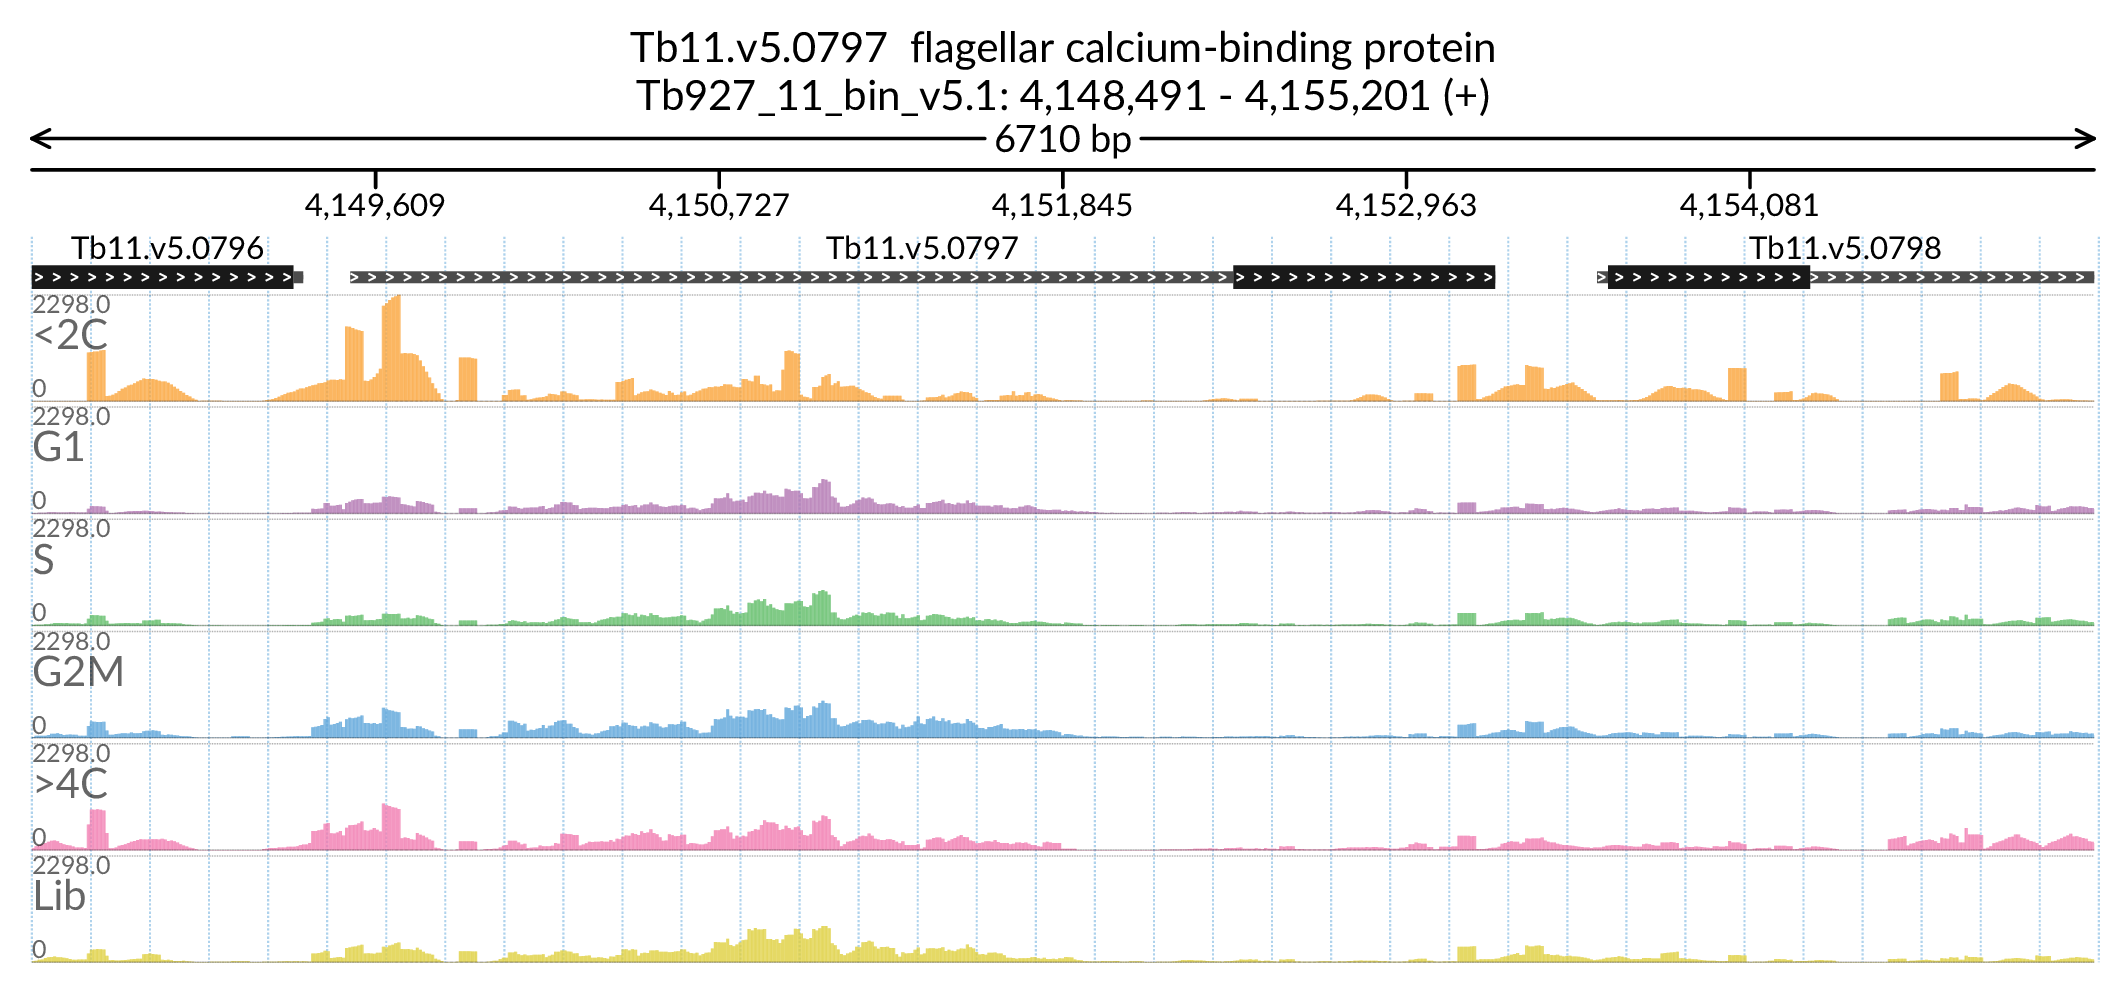 Tb11.v5.0797  flagellar calcium-binding protein
Tb927_11_bin_v5.1: 4,148,491 - 4,155,201 (+)
6710 bp
4,149,609 4,150,727 4,151,845 4,152,963 4,154,081
Tb11.v5.0796 Tb11.v5.0797 Tb11.v5.0798
2298.0
<2C
0
2298.0
G1
0
2298.0
S
0
2298.0
G2M
0
2298.0
>4C
0
2298.0
Lib
0